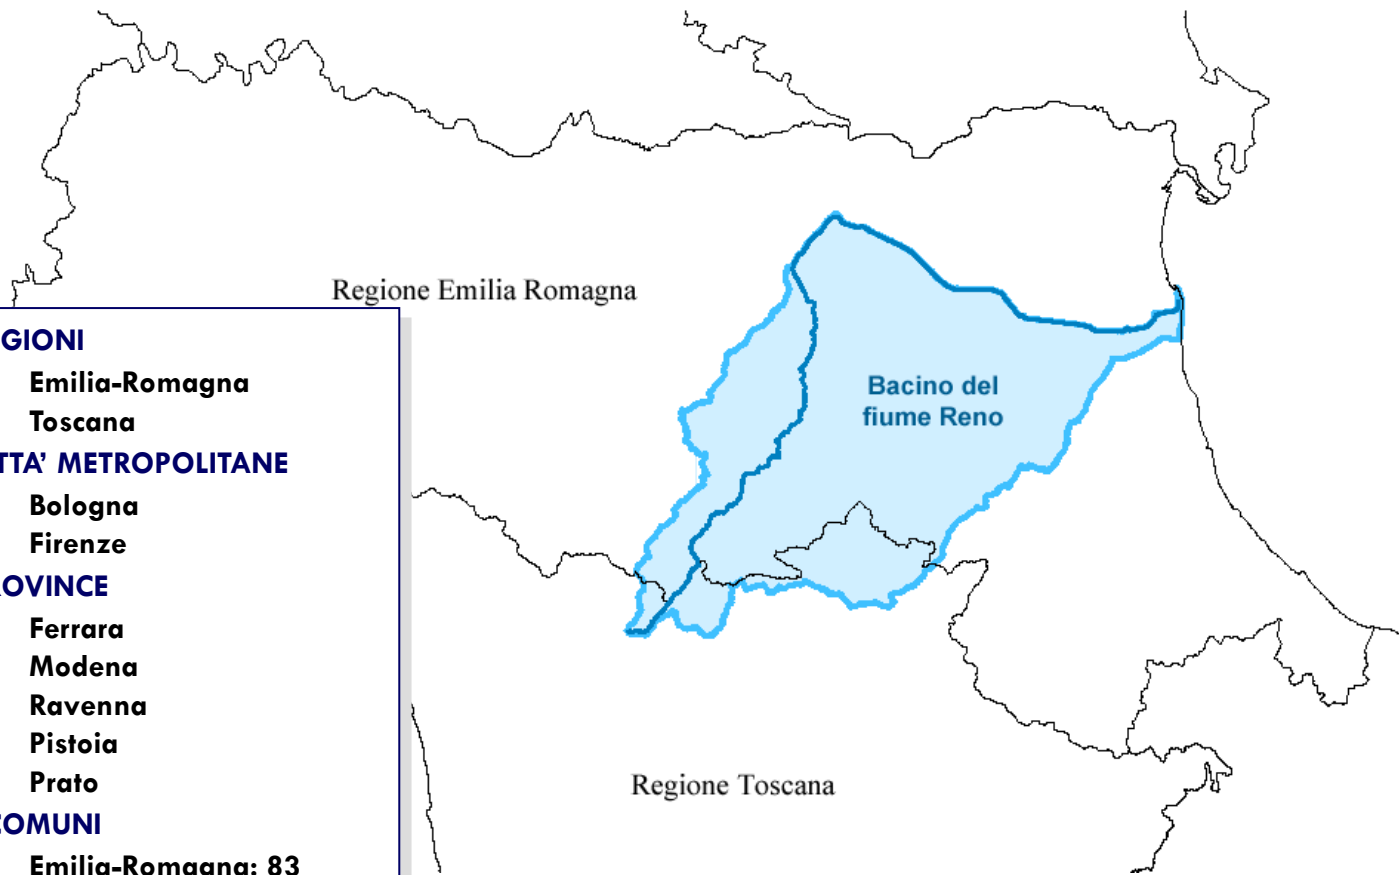 Regione Emilia Romagna
GIONI
Emilia-Romagna
Toscana
TTA' METROPOLITANE
Bologna
Firenze
OVINCE
Ferrara
Modena
Ravenna
Pistoia
Prato
COMUNI
Emilia-Romagna: 83
Bacino del
fiume Reno
Regione Toscana